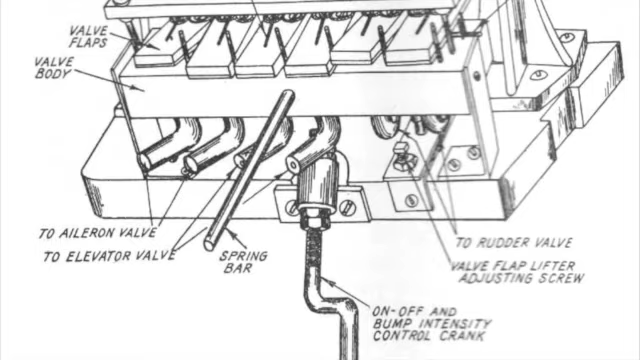 VALVE
FLAPS
VALVE
BODY
TO AILERON VALVE
TO ELEVATOR VALVE
SPRING
BAR
TO RUDDER VALVE
VALVE FLAP LIFTER
ADJUSTING SCREW
ON-OFF AND
BUMP INTENSITY
CONTROL CRANK